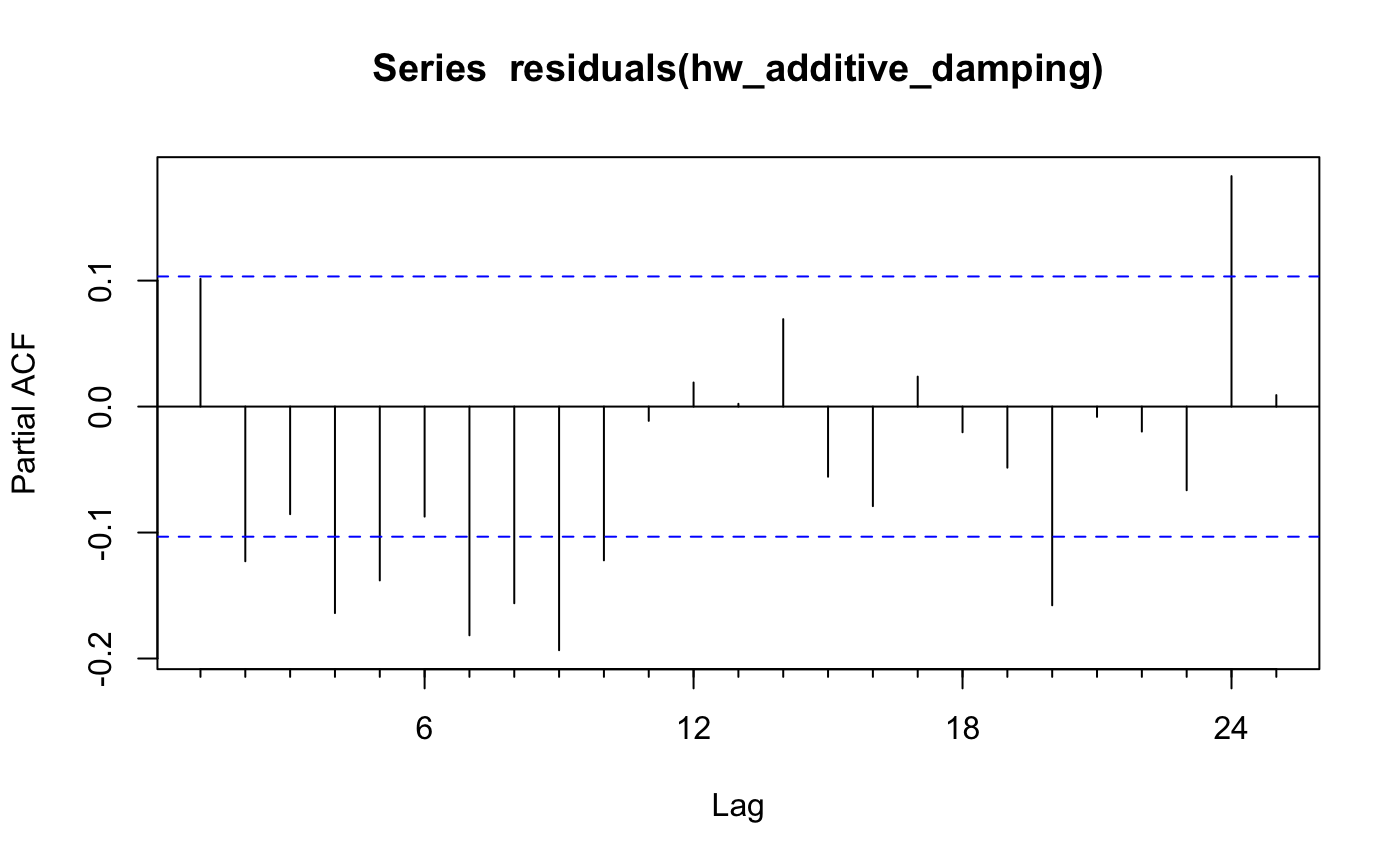 Series  residuals(hw_additive_damping)
Partial ACF
0.1
0.0
-0.1
-0.2
6 12 18 24
Lag